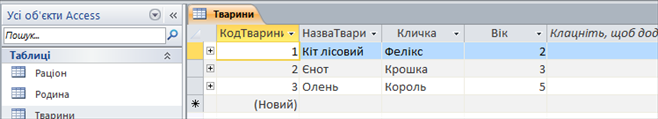 Усі об'єкти Access
Пошук...
Таблиці
Раціон
Родина
Тварини
Тварини
КодТварини НазваТвари Кличка Вік Клацніть, щоб дод
1 Кіт лісовий Фелікс 2
2 Єнот Крошка 3
3 Олень Король 5
(Новий)